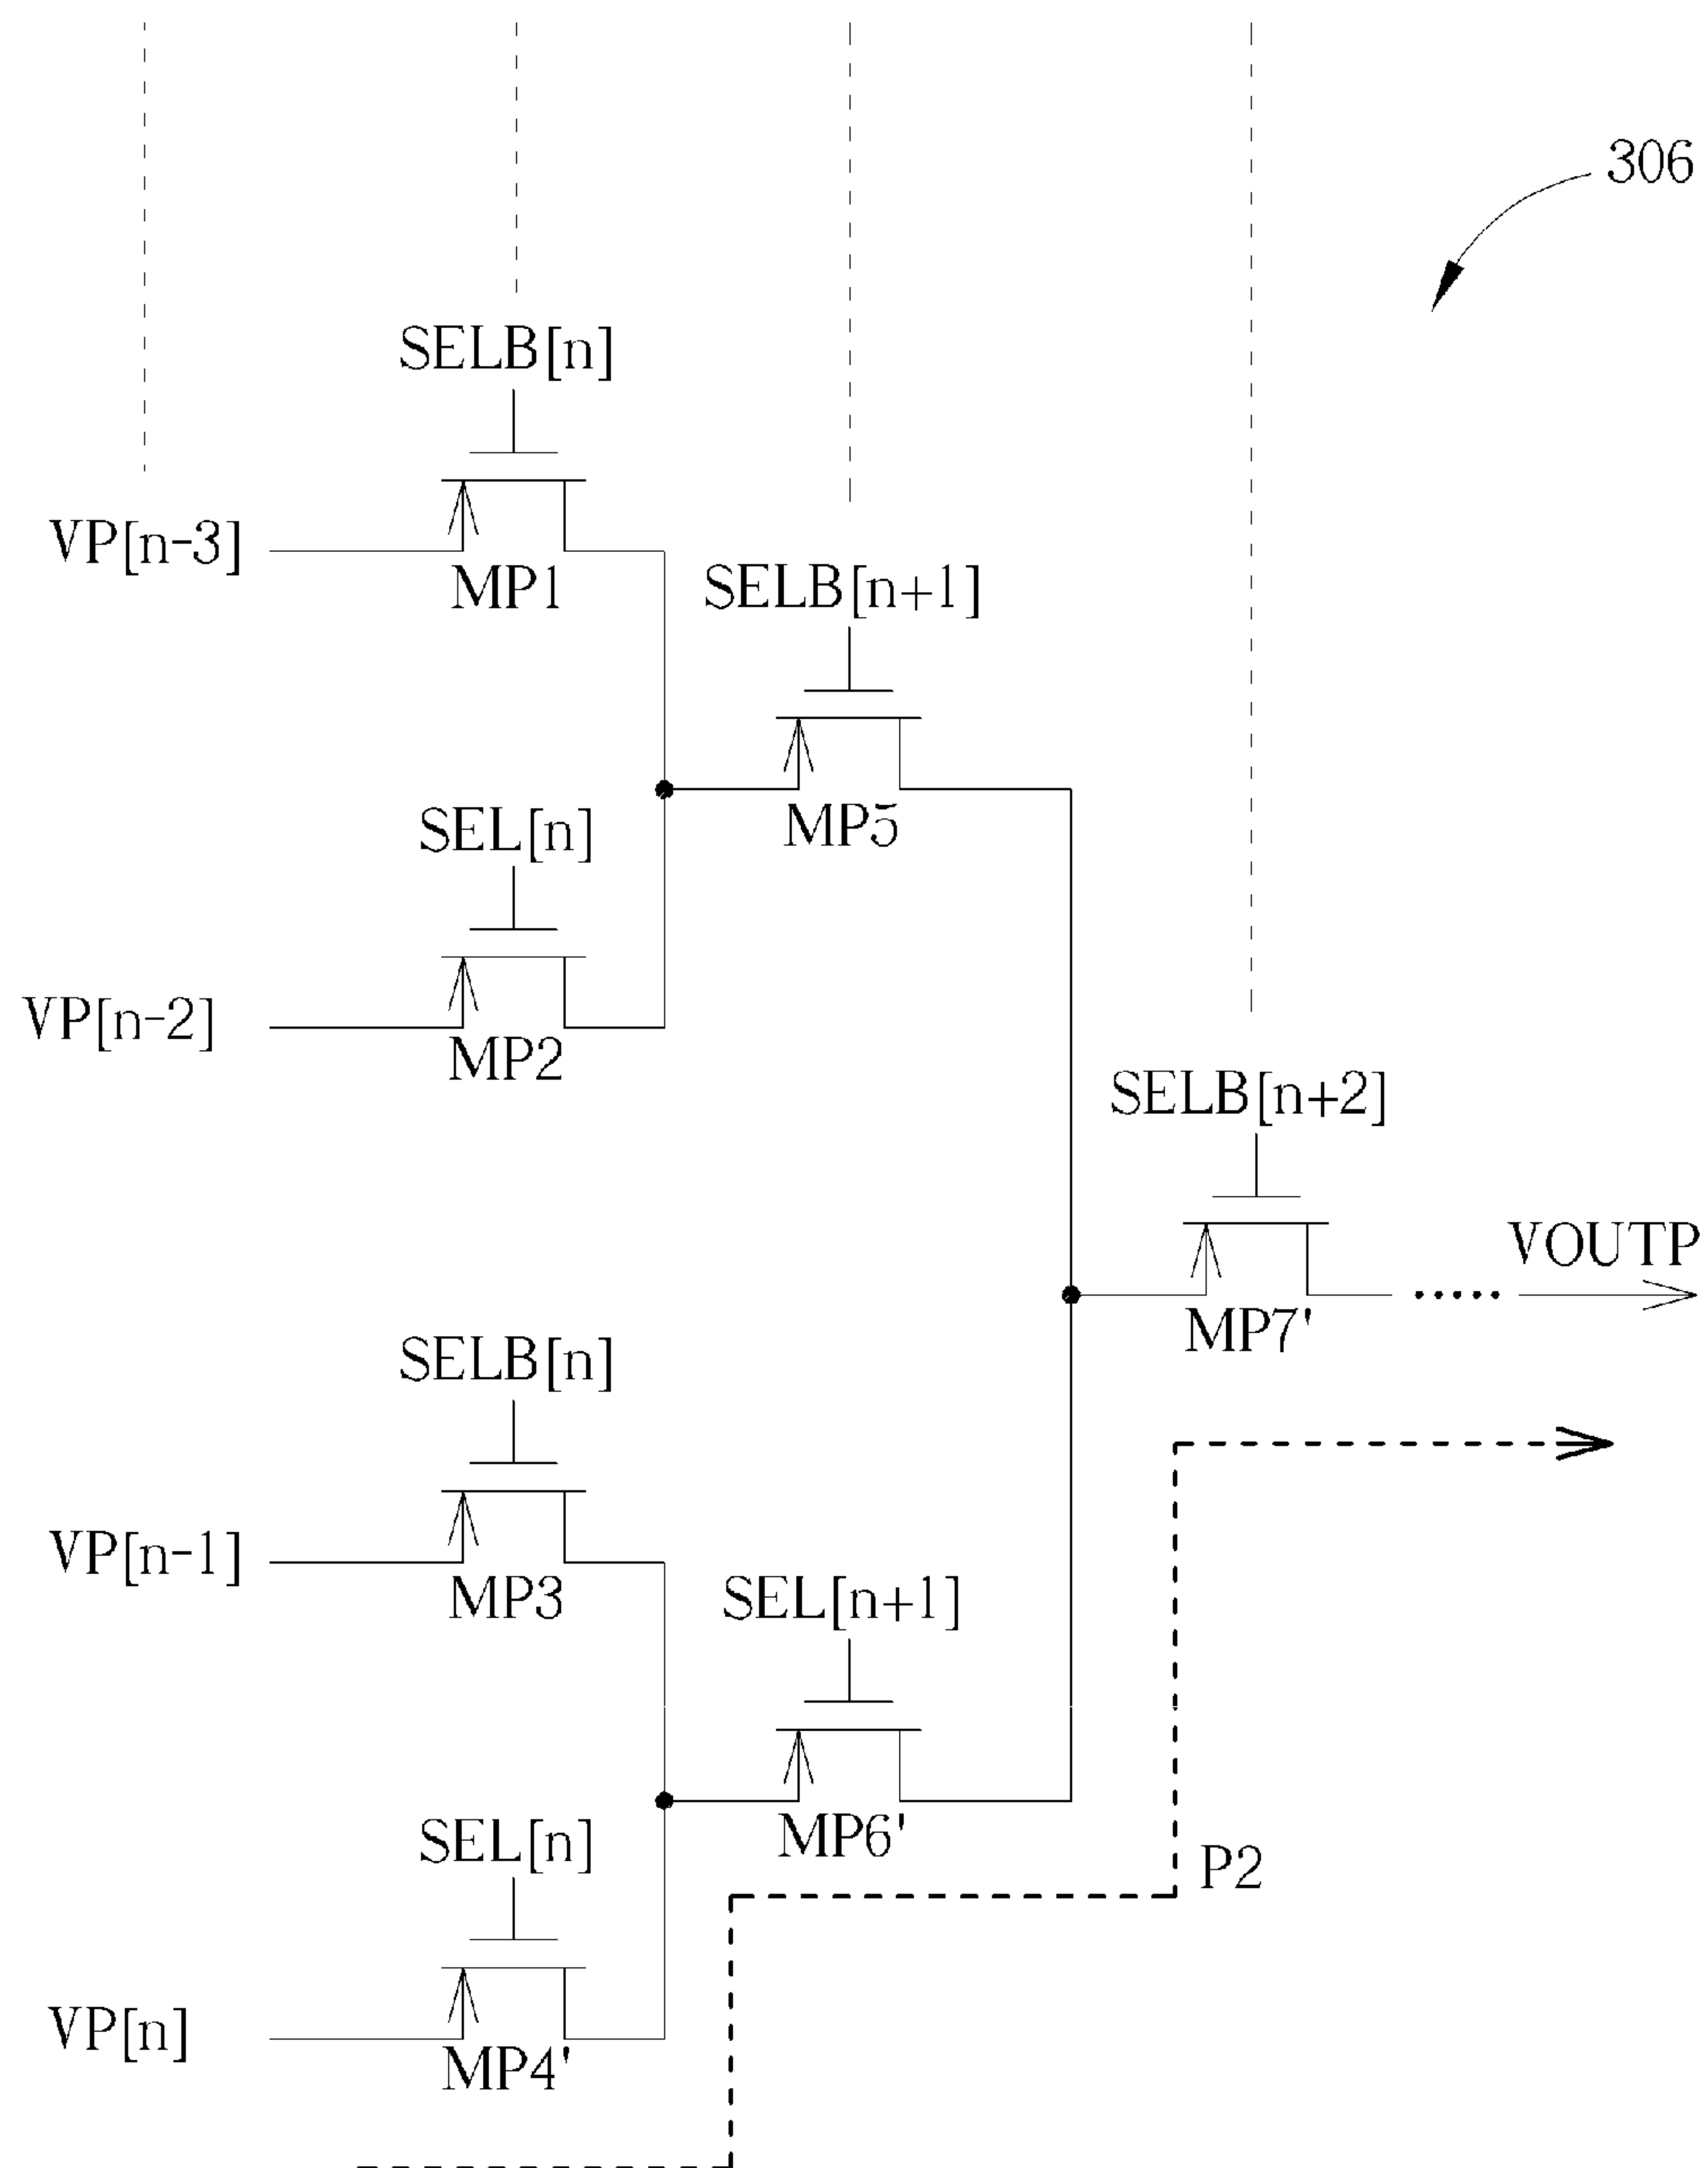 306
SELB[n]
VP[n-3]
MP1
SELB[n+1]
MP5
SEL[n]
VP[n-2]
MP2
SELB[n+2]
VOUTP
MP7'
SELB[n]
VP[n-1]
MP3
SEL[n+1]
MP6'
SEL[n]
P2
VP[n]
MP4'